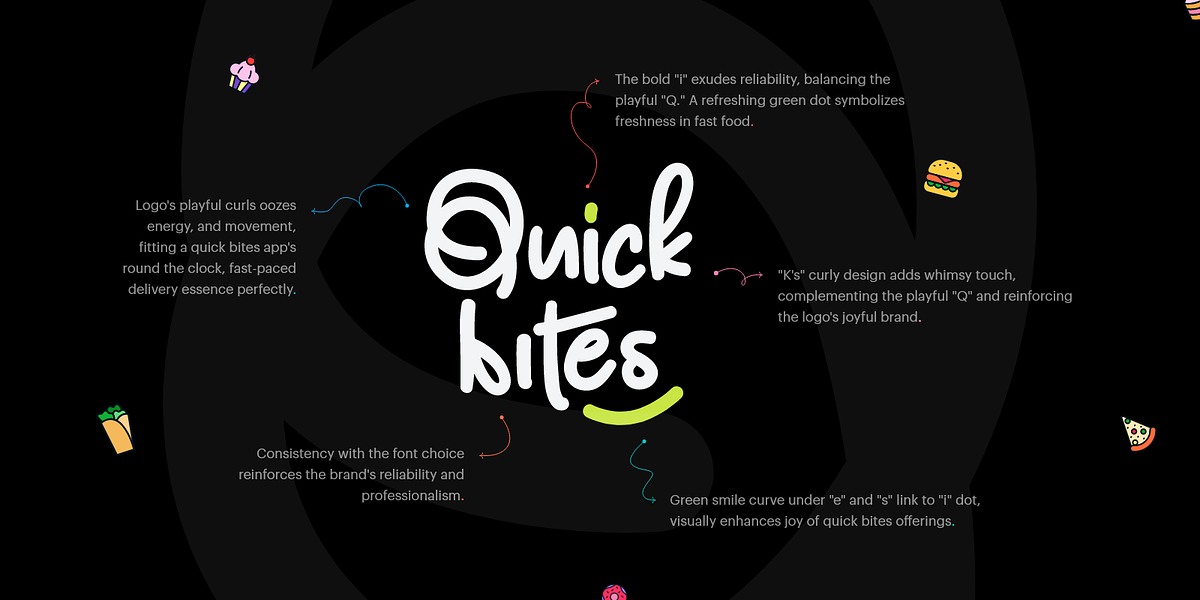 The bold "i" exudes reliability, balancing the
playful "Q." A refreshing green dot symbolizes
freshness in fast food.
Logo's playful curls oozes
energy, and movement,
fitting a quick bites app's
round the clock, fast-paced
delivery essence perfectly.
Quick
bites
"K's" curly design adds whimsy touch,
complementing the playful "Q" and reinforcing
the logo's joyful brand.
Consistency with the font choice
reinforces the brand's reliability and
professionalism.
Green smile curve under "e" and "s" link to "i" dot,
visually enhances joy of quick bites offerings.